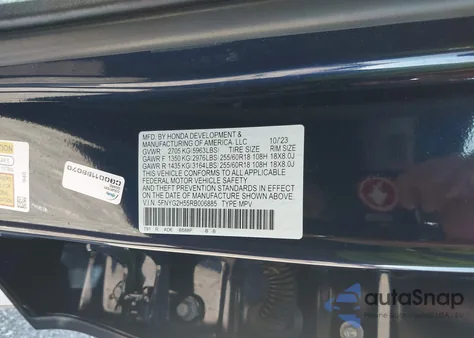 MFD. BY HONDA DEVELOPMENT &
MANUFACTURING OF AMERICA, LLC 10/23
GVWR 2705 KG(5963LBS) TIRE SIZE RIM SIZE
GAWR F 1350 KG(2976LBS) 255/60R18 108H 18X8.0J
GAWR R 1435 KG(3164LBS) 255/60R18 108H 18X8.0J
THIS VEHICLE CONFORMS TO ALL APPLICABLE
FEDERAL MOTOR VEHICLE SAFETY
AND THEFT PREVENTION STANDARDS IN EFFECT
ON THE DATE OF MANUFACTURE SHOWN ABOVE.
V.I.N. 5FNYG2H55RB006885 TYPE MPV
autoSnap